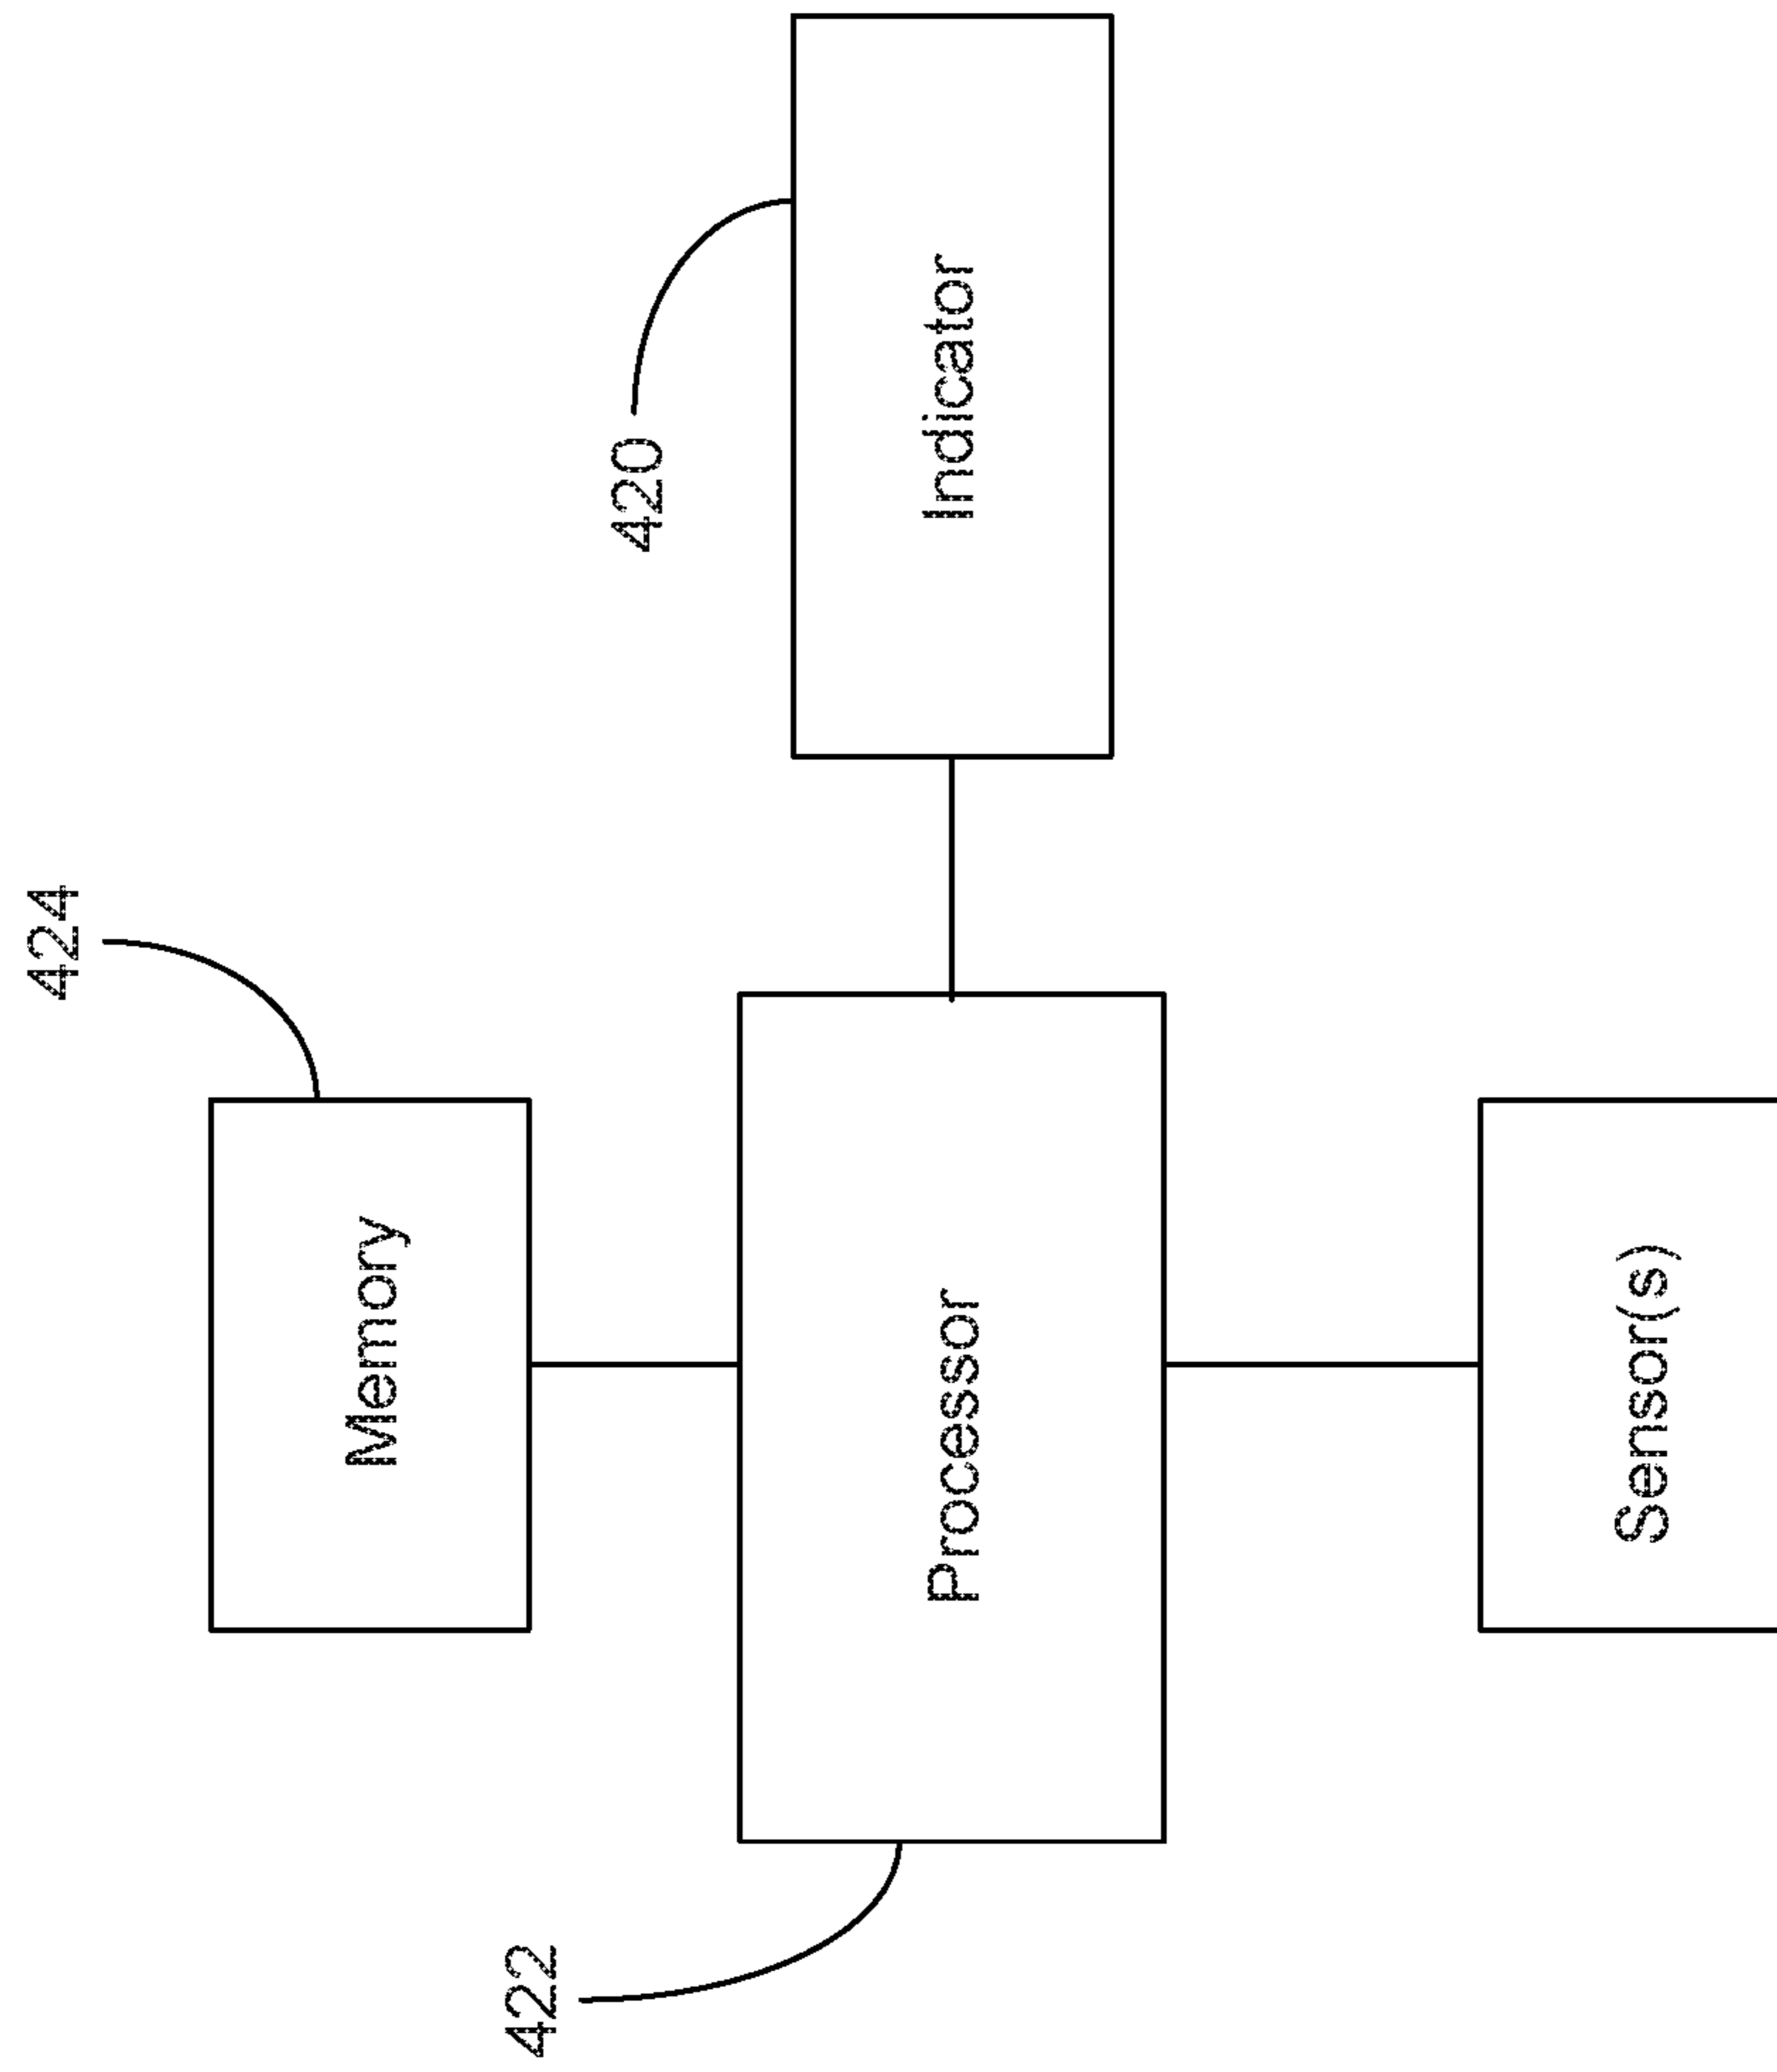 424
Memory
420
422
Processor
Indicator
Sensor(s)